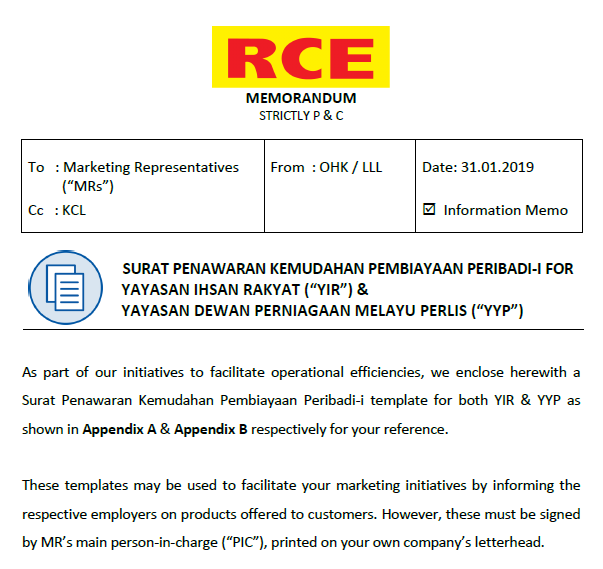 RCE
MEMORANDUM
STRICTLY P & C
To : Marketing Representatives
(“MRs”)
Cc : KCL
From : OHK / LLL
Date: 31.01.2019
☑ Information Memo
SURAT PENAWARAN KEMUDAHAN PEMBIAYAAN PERIBADI-I FOR
YAYASAN IHSAN RAKYAT (“YIR”) &
YAYASAN DEWAN PERNIAGAAN MELAYU PERLIS (“YYP”)
As part of our initiatives to facilitate operational efficiencies, we enclose herewith a
Surat Penawaran Kemudahan Pembiayaan Peribadi-i template for both YIR & YYP as
shown in Appendix A & Appendix B respectively for your reference.
These templates may be used to facilitate your marketing initiatives by informing the
respective employers on products offered to customers. However, these must be signed
by MR’s main person-in-charge (“PIC”), printed on your own company’s letterhead.